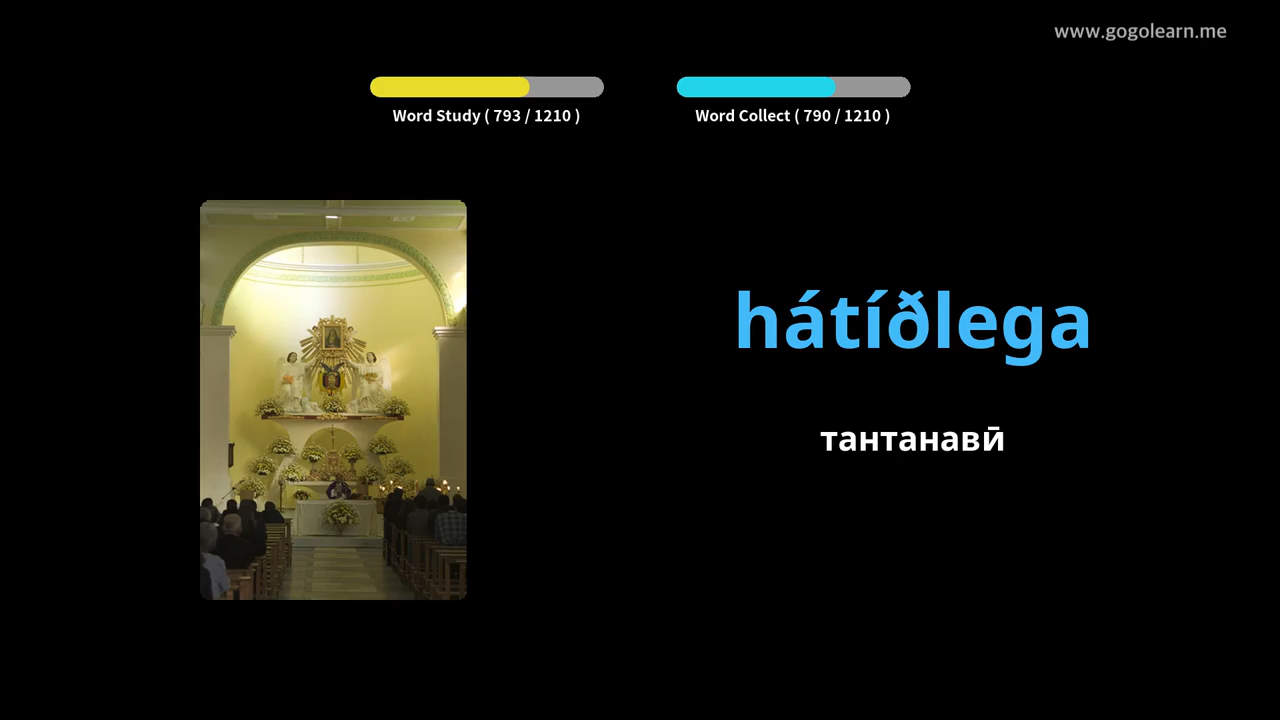 www.gogolearn.me
Word Study ( 793 / 1210 )
Word Collect ( 790 / 1210 )
hátíðlega
тантанавӣ